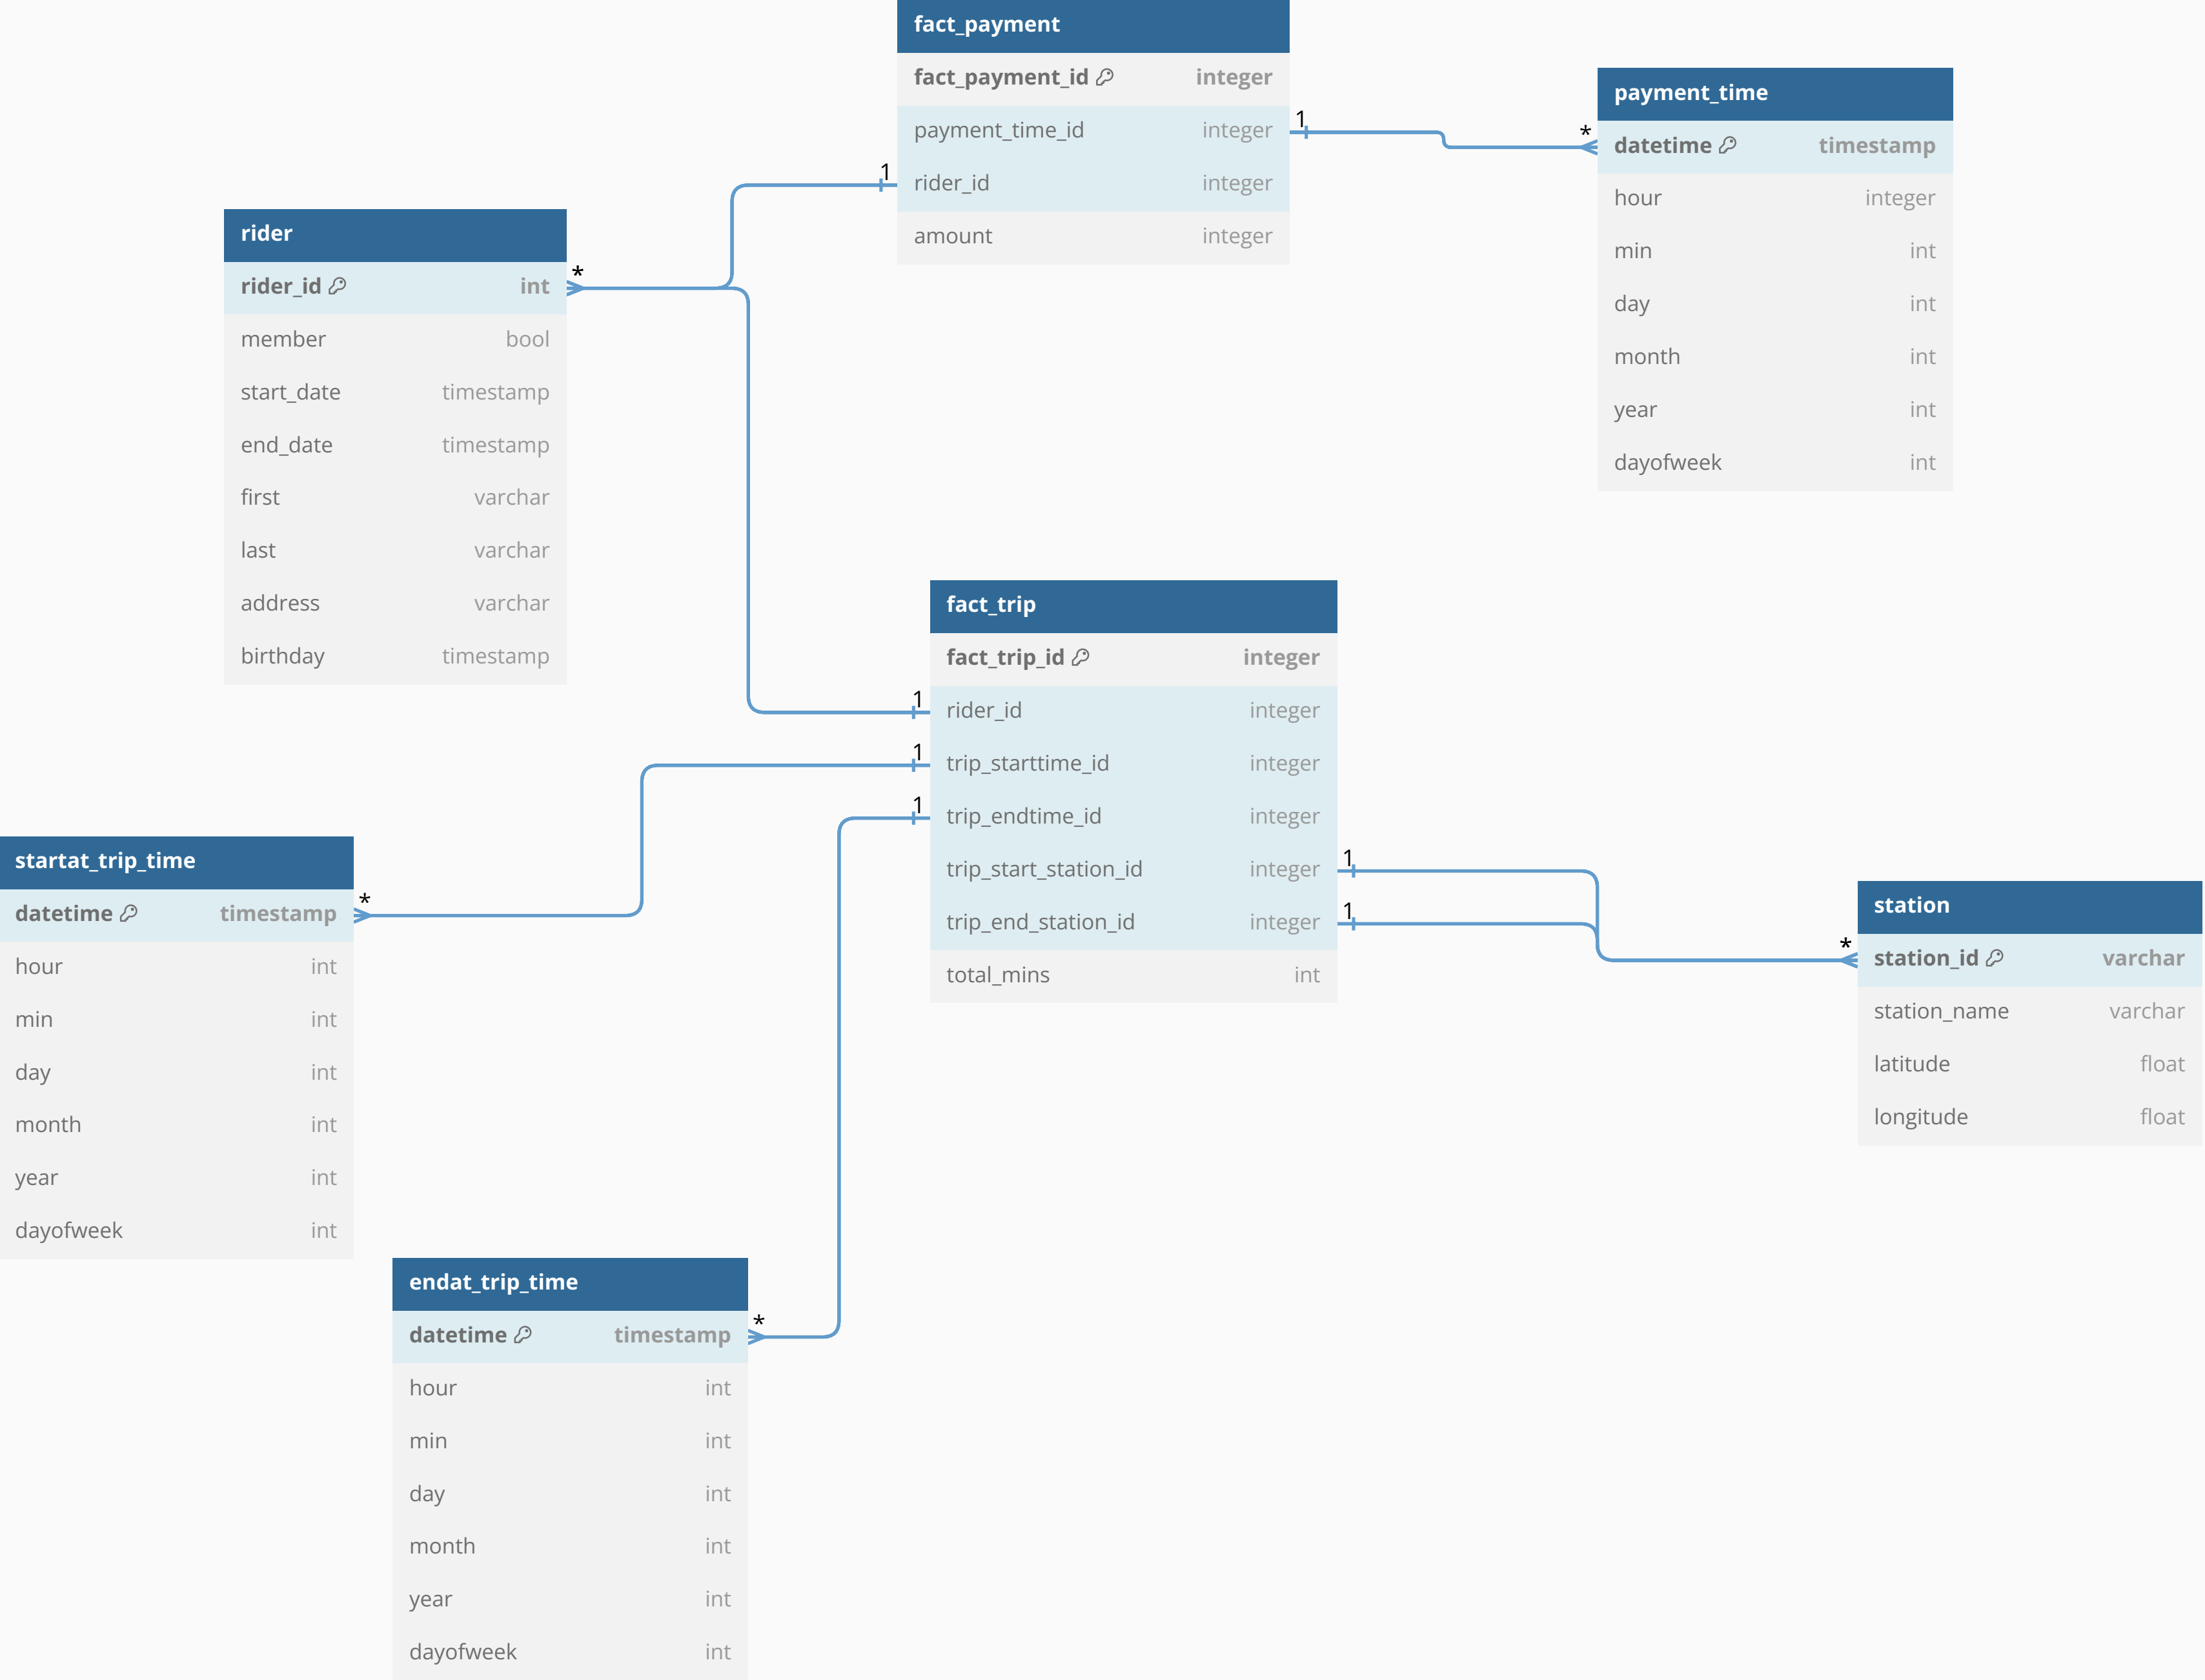 fact_payment
fact_payment_id integer
payment_time_id integer
rider_id integer
amount integer
1
1
payment_time
* datetime timestamp
hour integer
min int
day int
month int
year int
dayofweek int
rider
rider_id int *
member bool
start_date timestamp
end_date timestamp
first varchar
last varchar
address varchar
birthday timestamp
fact_trip
fact_trip_id integer
1 rider_id integer
1 trip_starttime_id integer
1 trip_endtime_id integer
trip_start_station_id integer 1
trip_end_station_id integer 1
total_mins int
startat_trip_time
datetime timestamp *
hour int
min int
day int
month int
year int
dayofweek int
station
* station_id varchar
station_name varchar
latitude float
longitude float
endat_trip_time
datetime timestamp *
hour int
min int
day int
month int
year int
dayofweek int